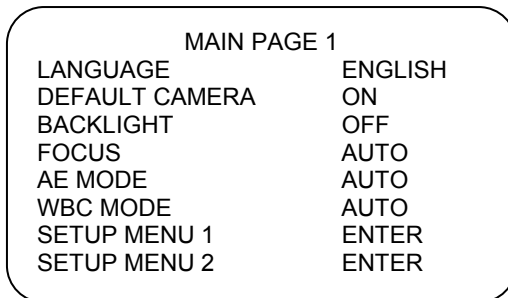 MAIN PAGE 1
LANGUAGE ENGLISH
DEFAULT CAMERA ON
BACKLIGHT OFF
FOCUS AUTO
AE MODE AUTO
WBC MODE AUTO
SETUP MENU 1 ENTER
SETUP MENU 2 ENTER